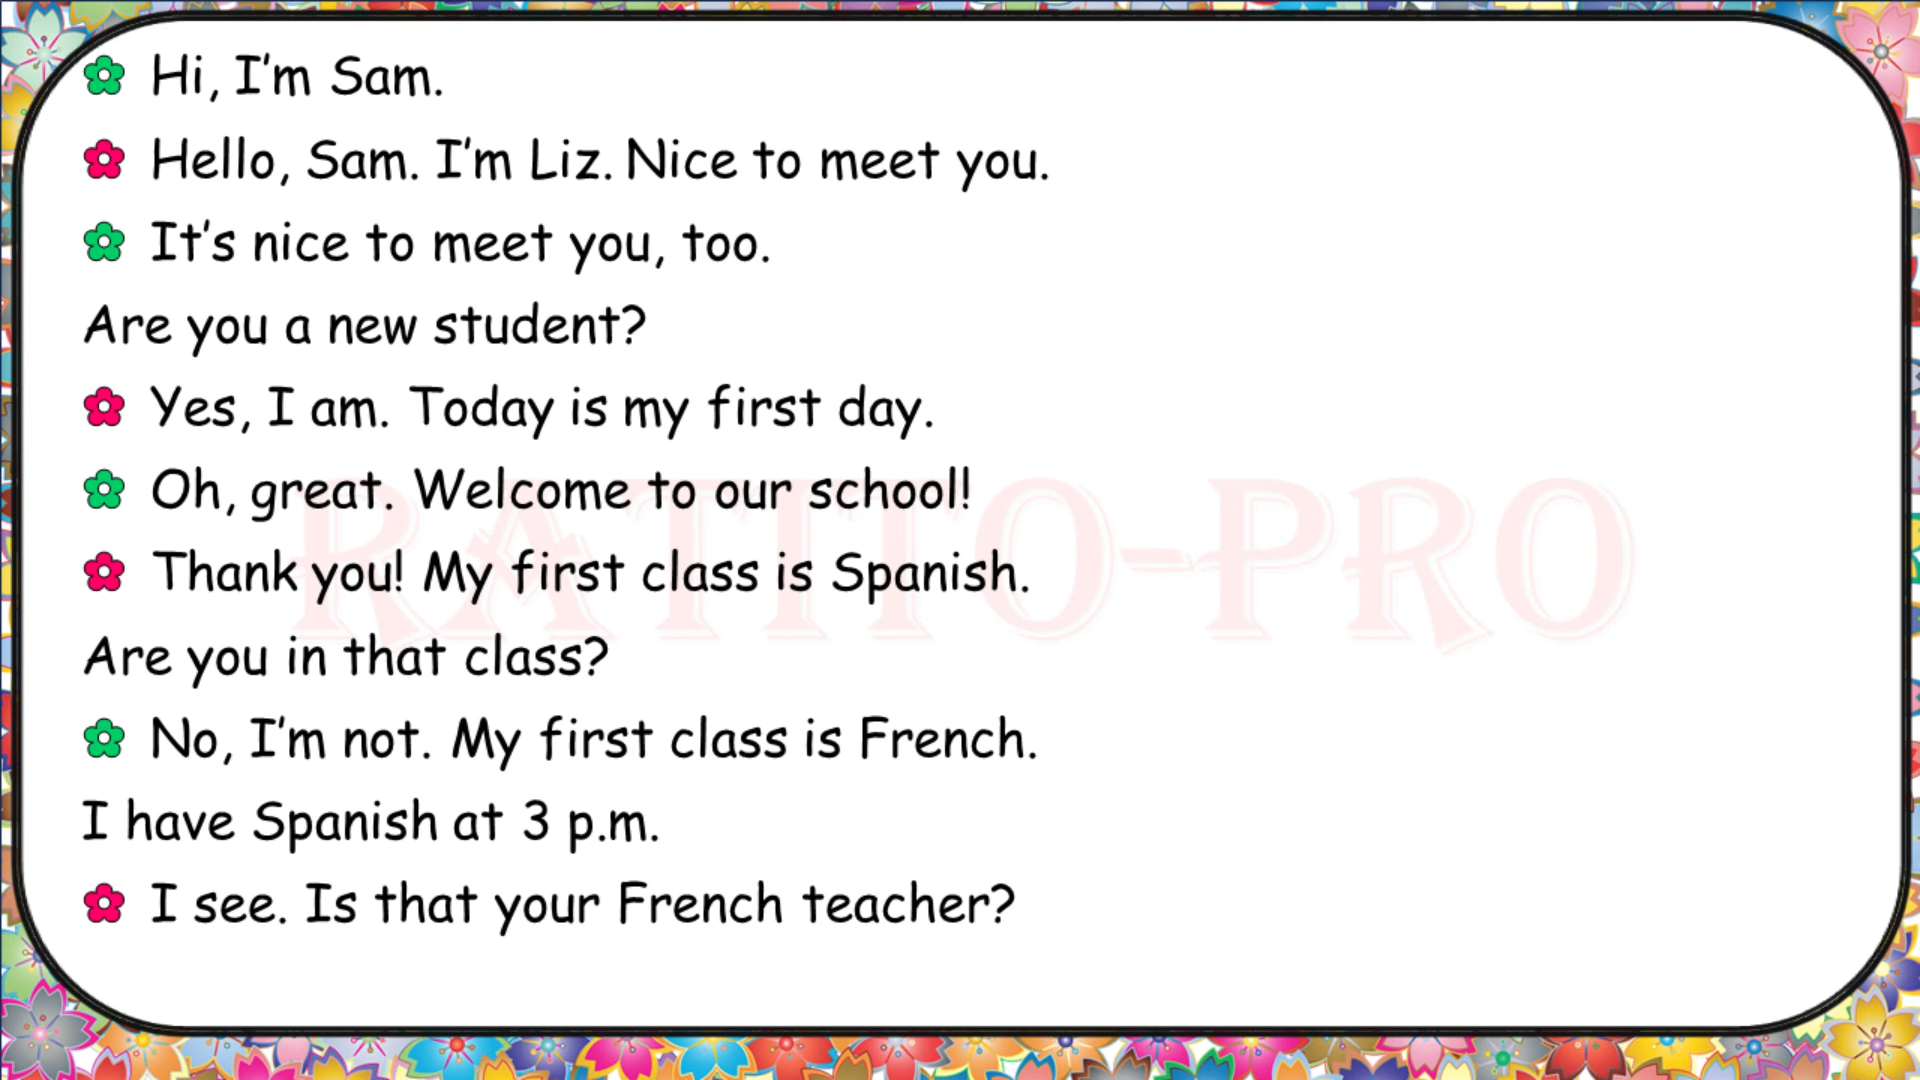 Hi, I'm Sam.
Hello, Sam. I'm Liz. Nice to meet you.
It's nice to meet you, too.
Are you a new student?
Yes, I am. Today is my first day.
Oh, great. Welcome to our school!
Thank you! My first class is Spanish.
RATITO-PRO
Are you in that class?
No, I'm not. My first class is French.
I have Spanish at 3 p.m.
I see. Is that your French teacher?